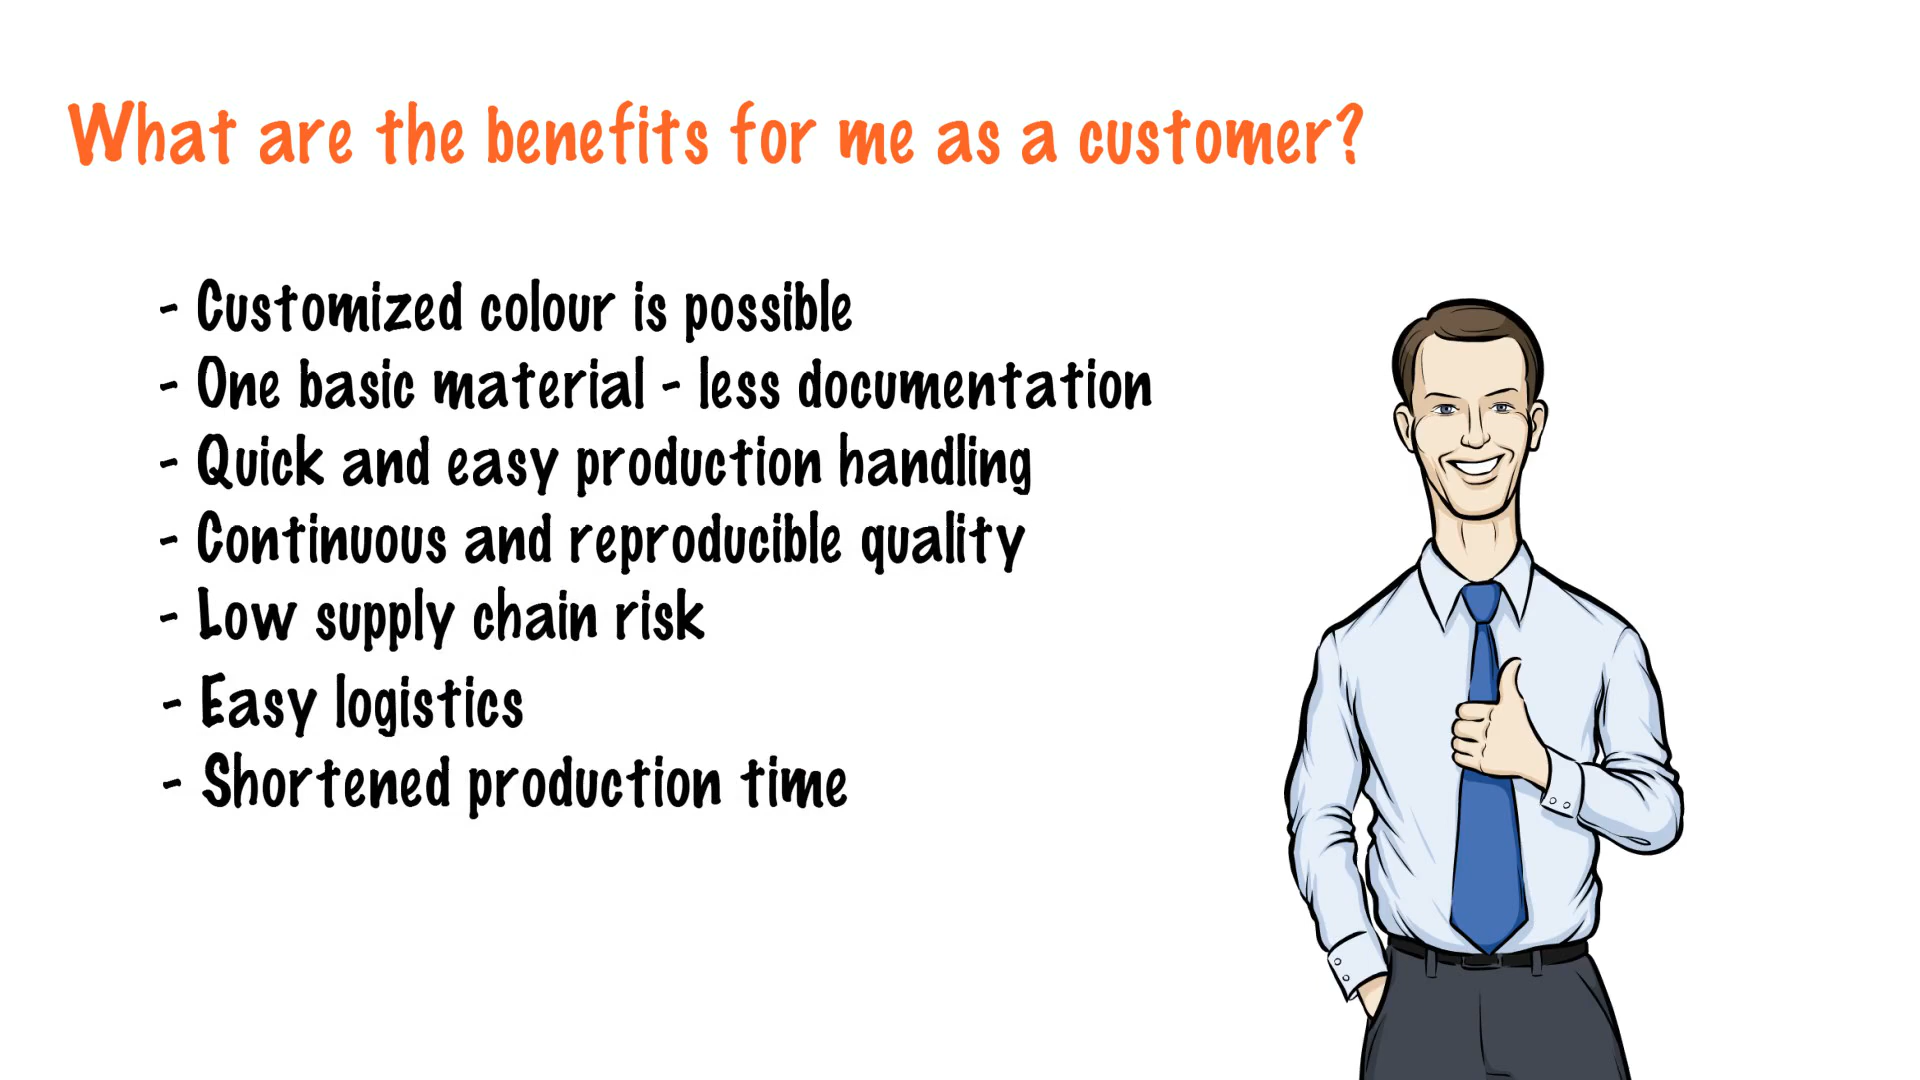 What are the benefits for me as a customer?
- Customized colour is possible
- One basic material - less documentation
- Quick and easy production handling
- Continuous and reproducible quality
- Low supply chain risk
- Easy logistics
- Shortened production time